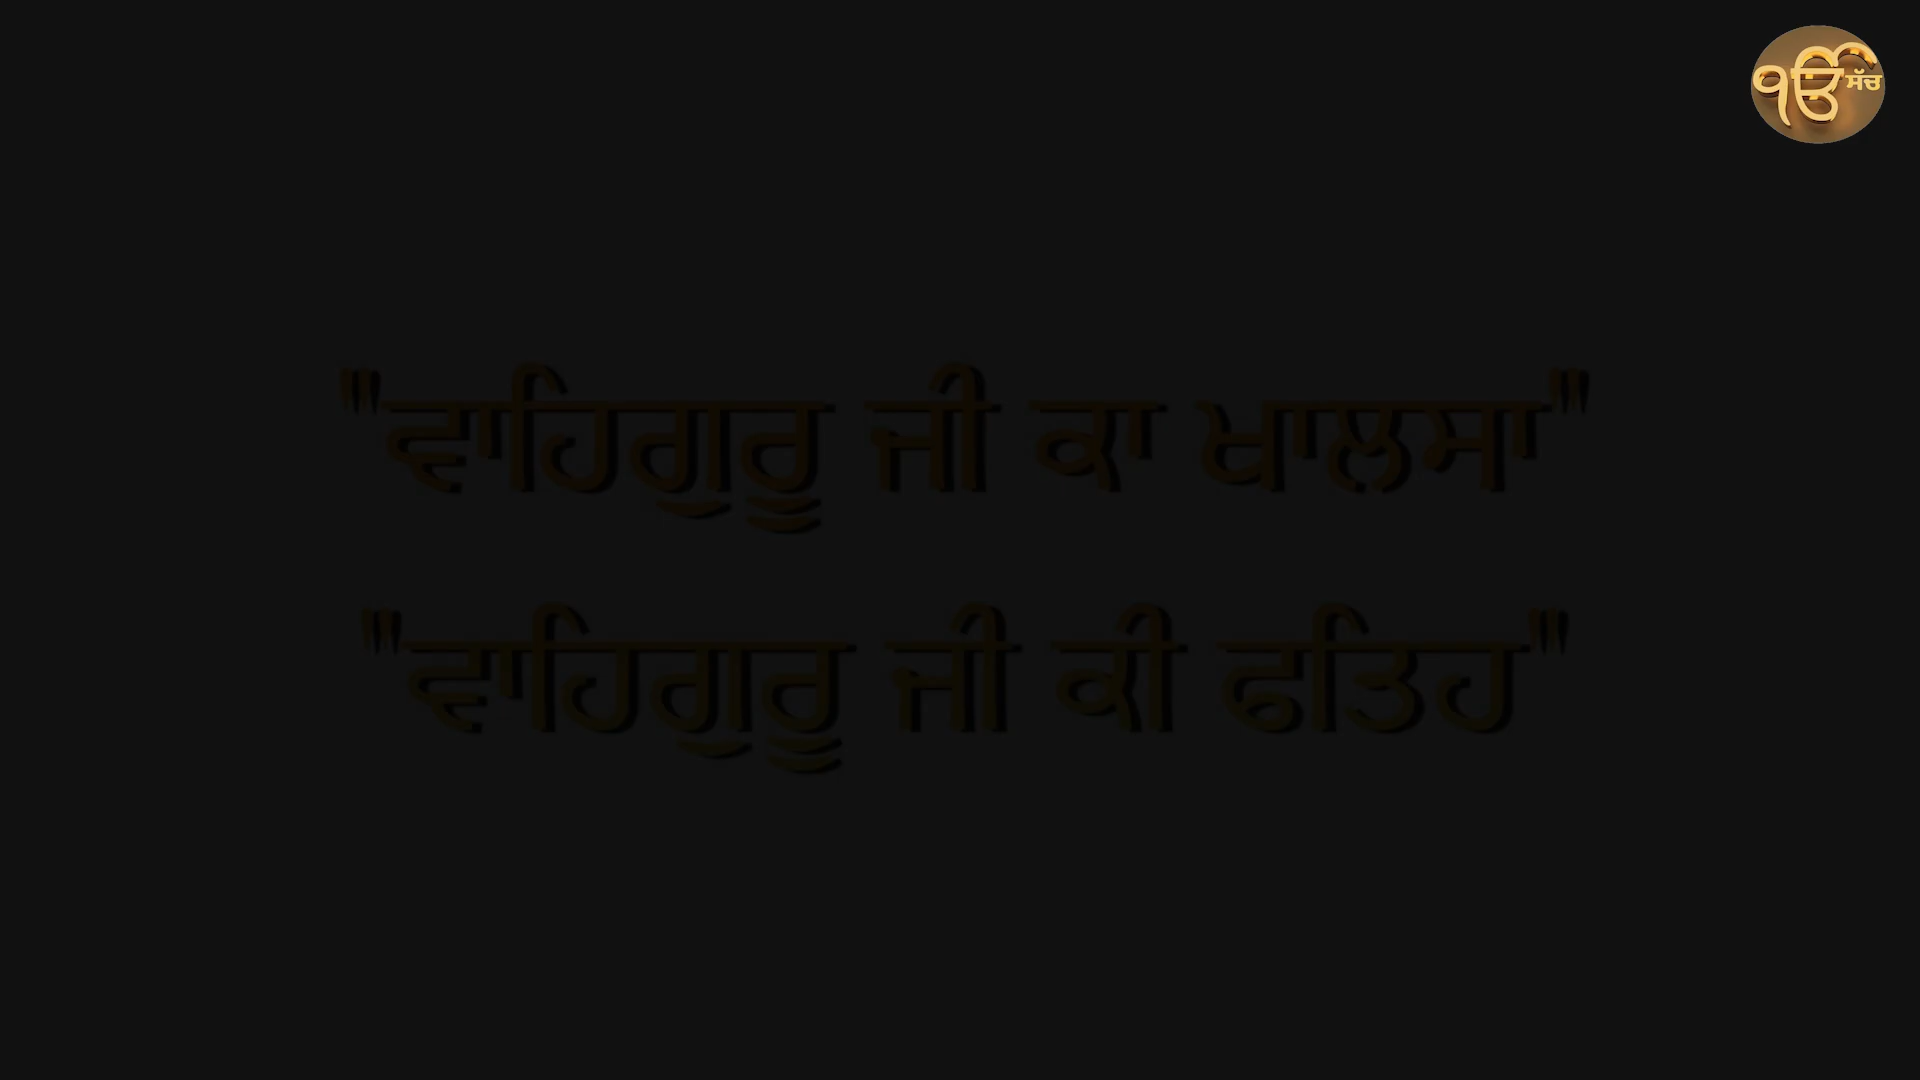 ੴ ਸੱਚ
"ਵਾਹਿਗੁਰੂ ਜੀ ਕਾ ਖਾਲਸਾ"
"ਵਾਹਿਗੁਰੂ ਜੀ ਕੀ ਫਤਿਹ"